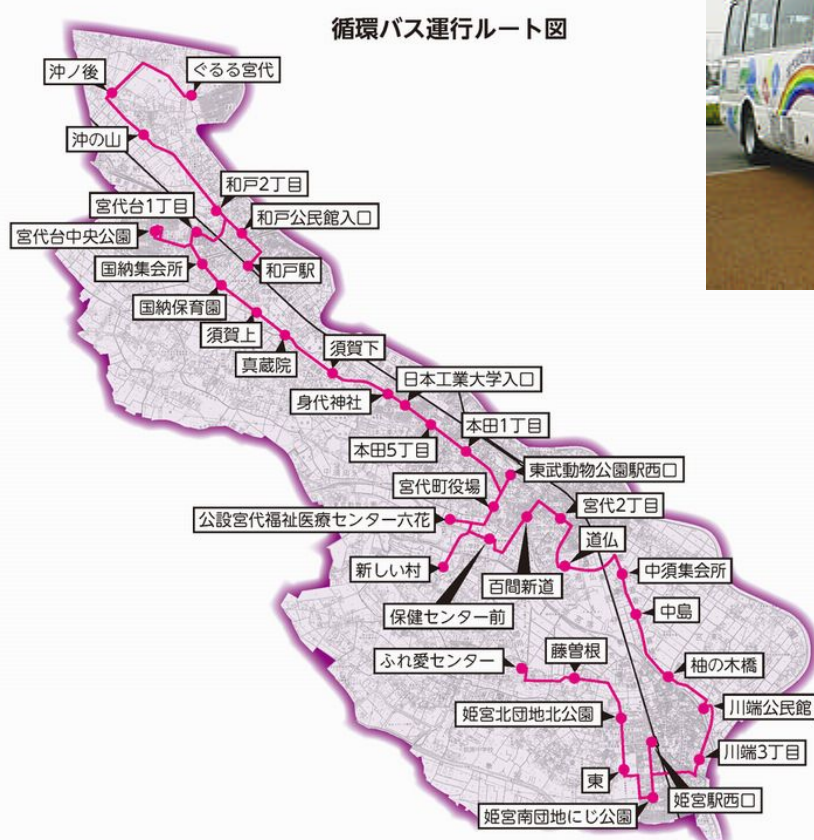 循環バス運行ルート図
沖ノ後
ぐるる宮代
沖の山
和戸2丁目
宮代台1丁目
和戸公民館入口
宮代台中央公園
国納集会所
和戸駅
国納保育園
須賀上
真蔵院
須賀下
身代神社
日本工業大学入口
本田5丁目
本田1丁目
東武動物公園駅西口
宮代町役場
宮代2丁目
公設宮代福祉医療センター六花
道仏
新しい村
百間新道
中須集会所
保健センター前
中島
藤曽根
ふれ愛センター
柚の木橋
姫宮北団地北公園
川端公民館
川端3丁目
東
姫宮駅西口
姫宮南団地にじ公園